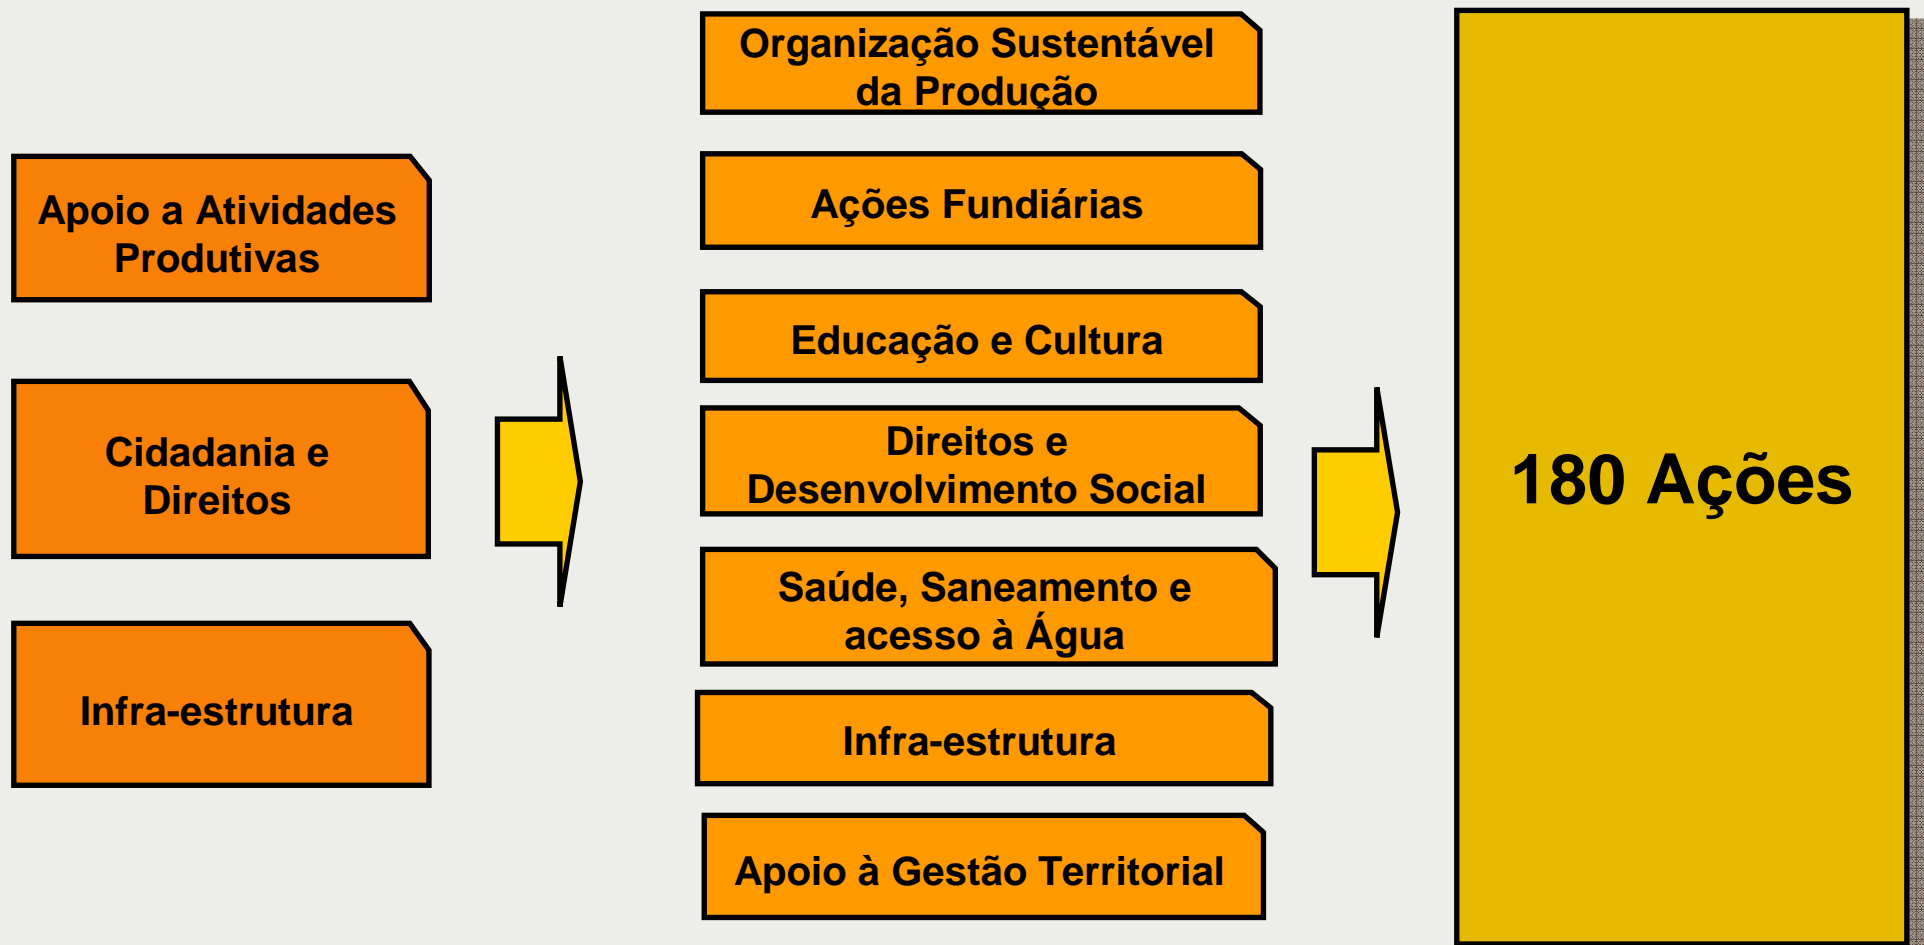 Apoio a Atividades
Produtivas
Cidadania e
Direitos
Infra-estrutura
Organização Sustentável
da Produção
Ações Fundiárias
Educação e Cultura
Direitos e
Desenvolvimento Social
Saúde, Saneamento e
acesso à Água
Infra-estrutura
Apoio à Gestão Territorial
180 Ações